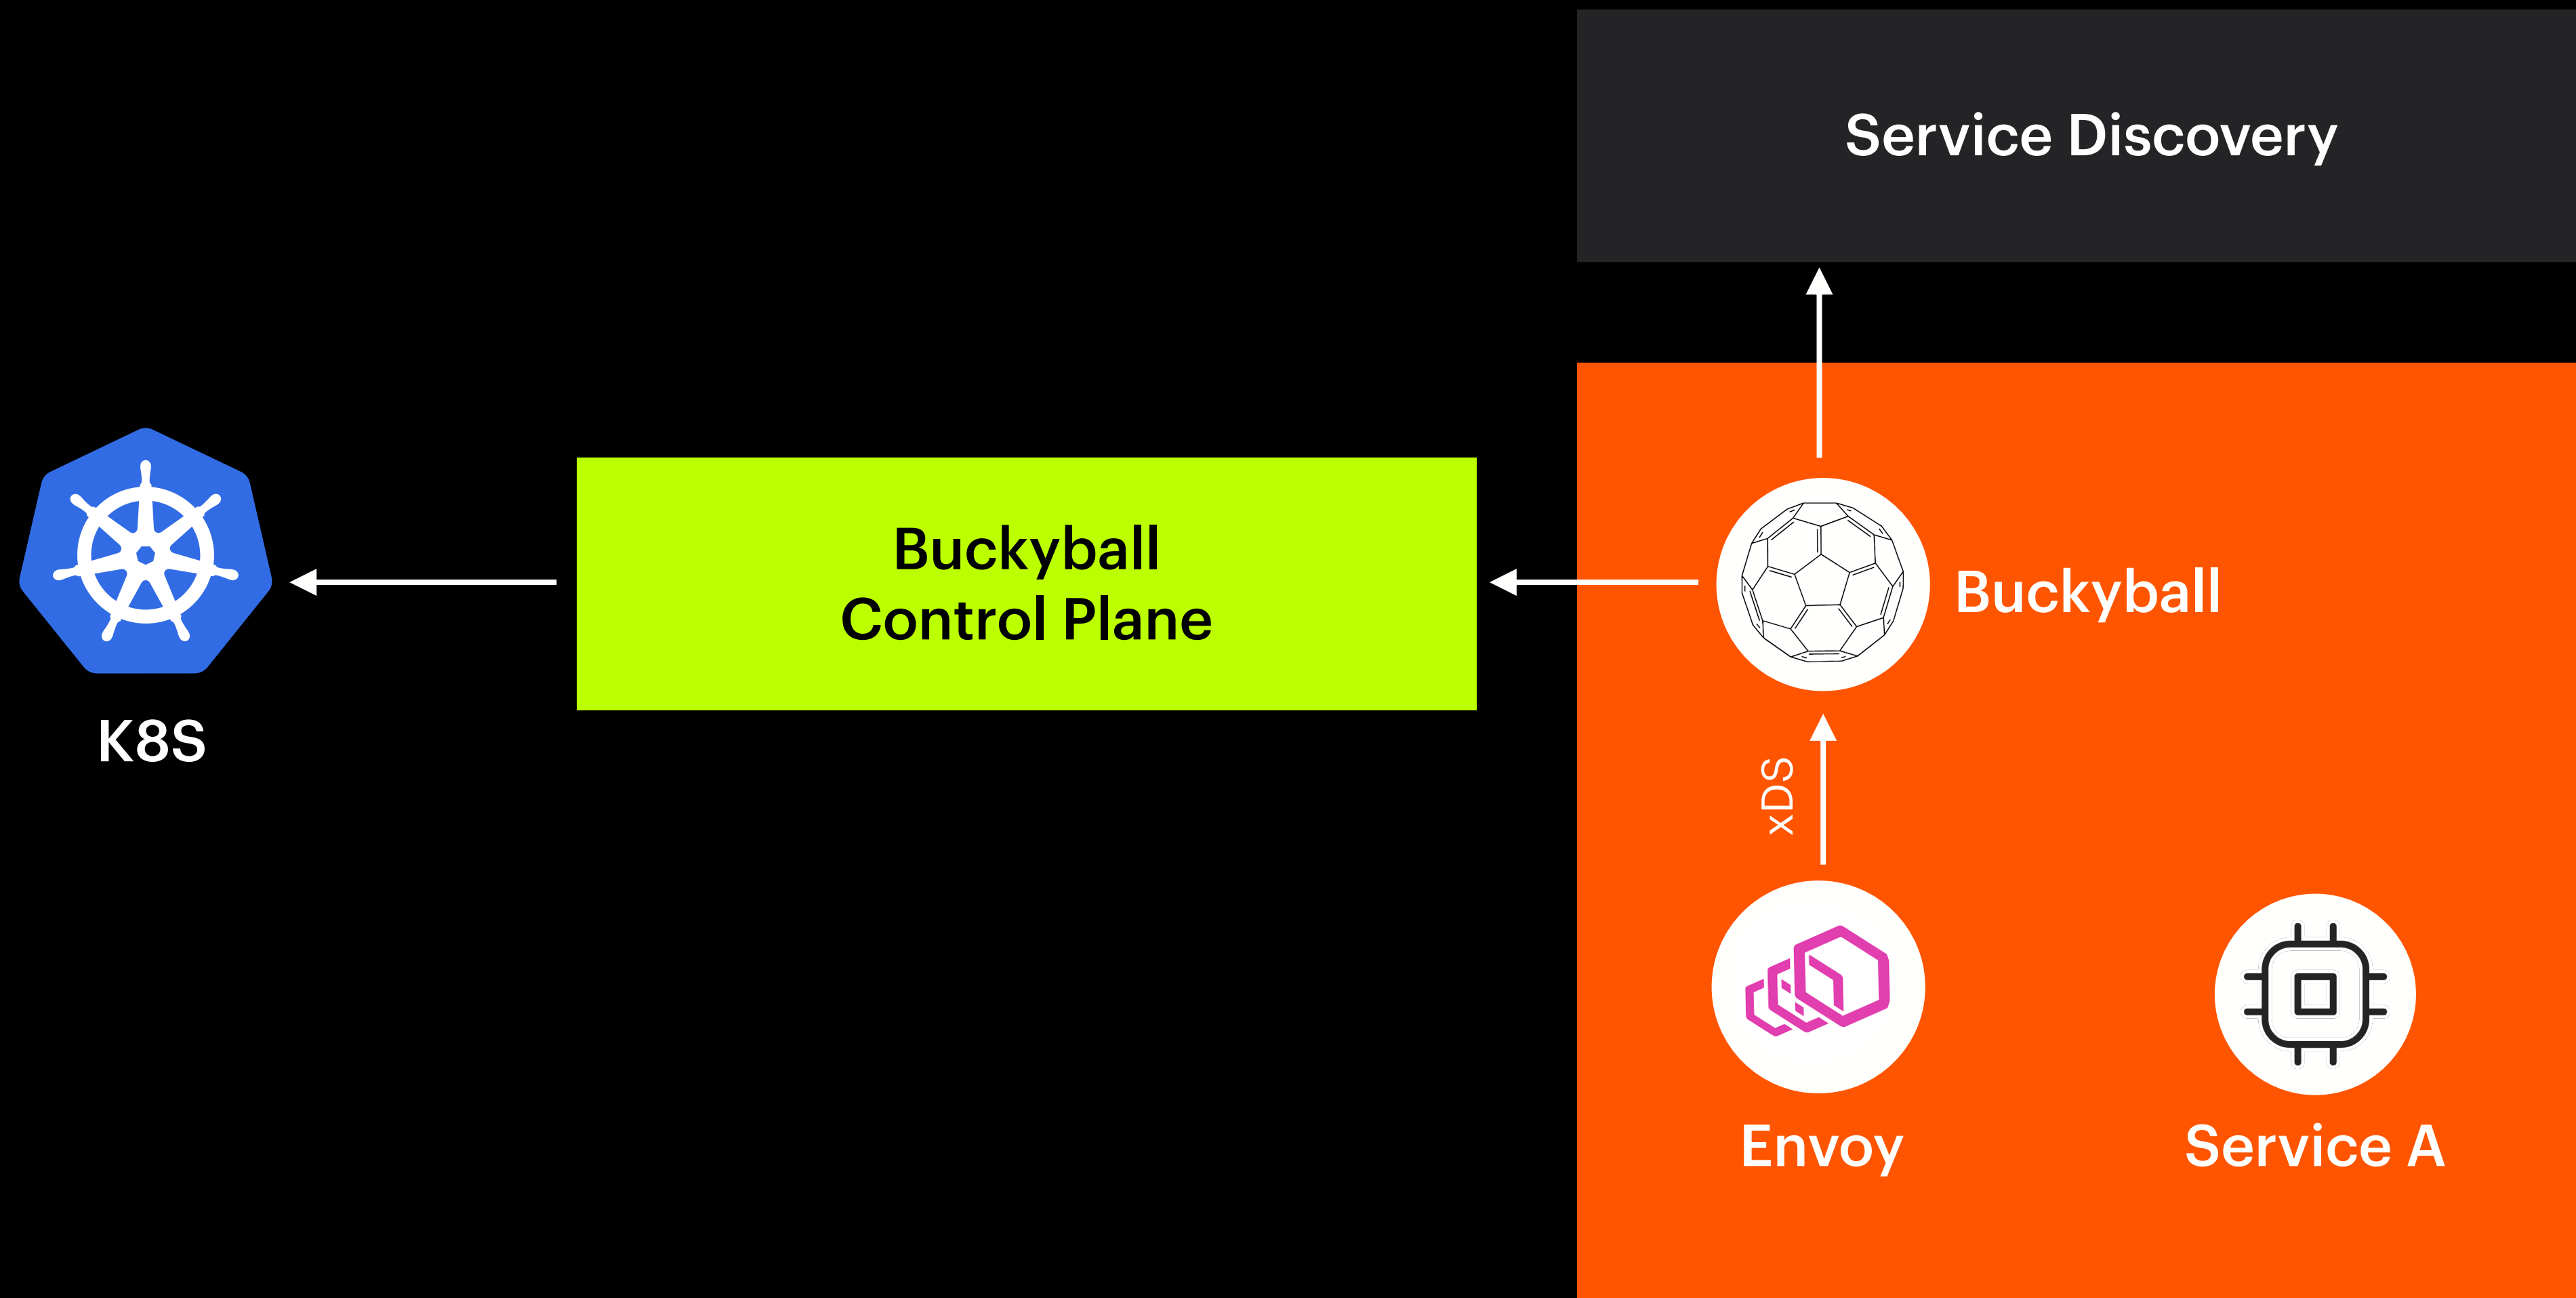 Service Discovery
Buckyball
Control Plane
Buckyball
K8S
xDS
Envoy
Service A